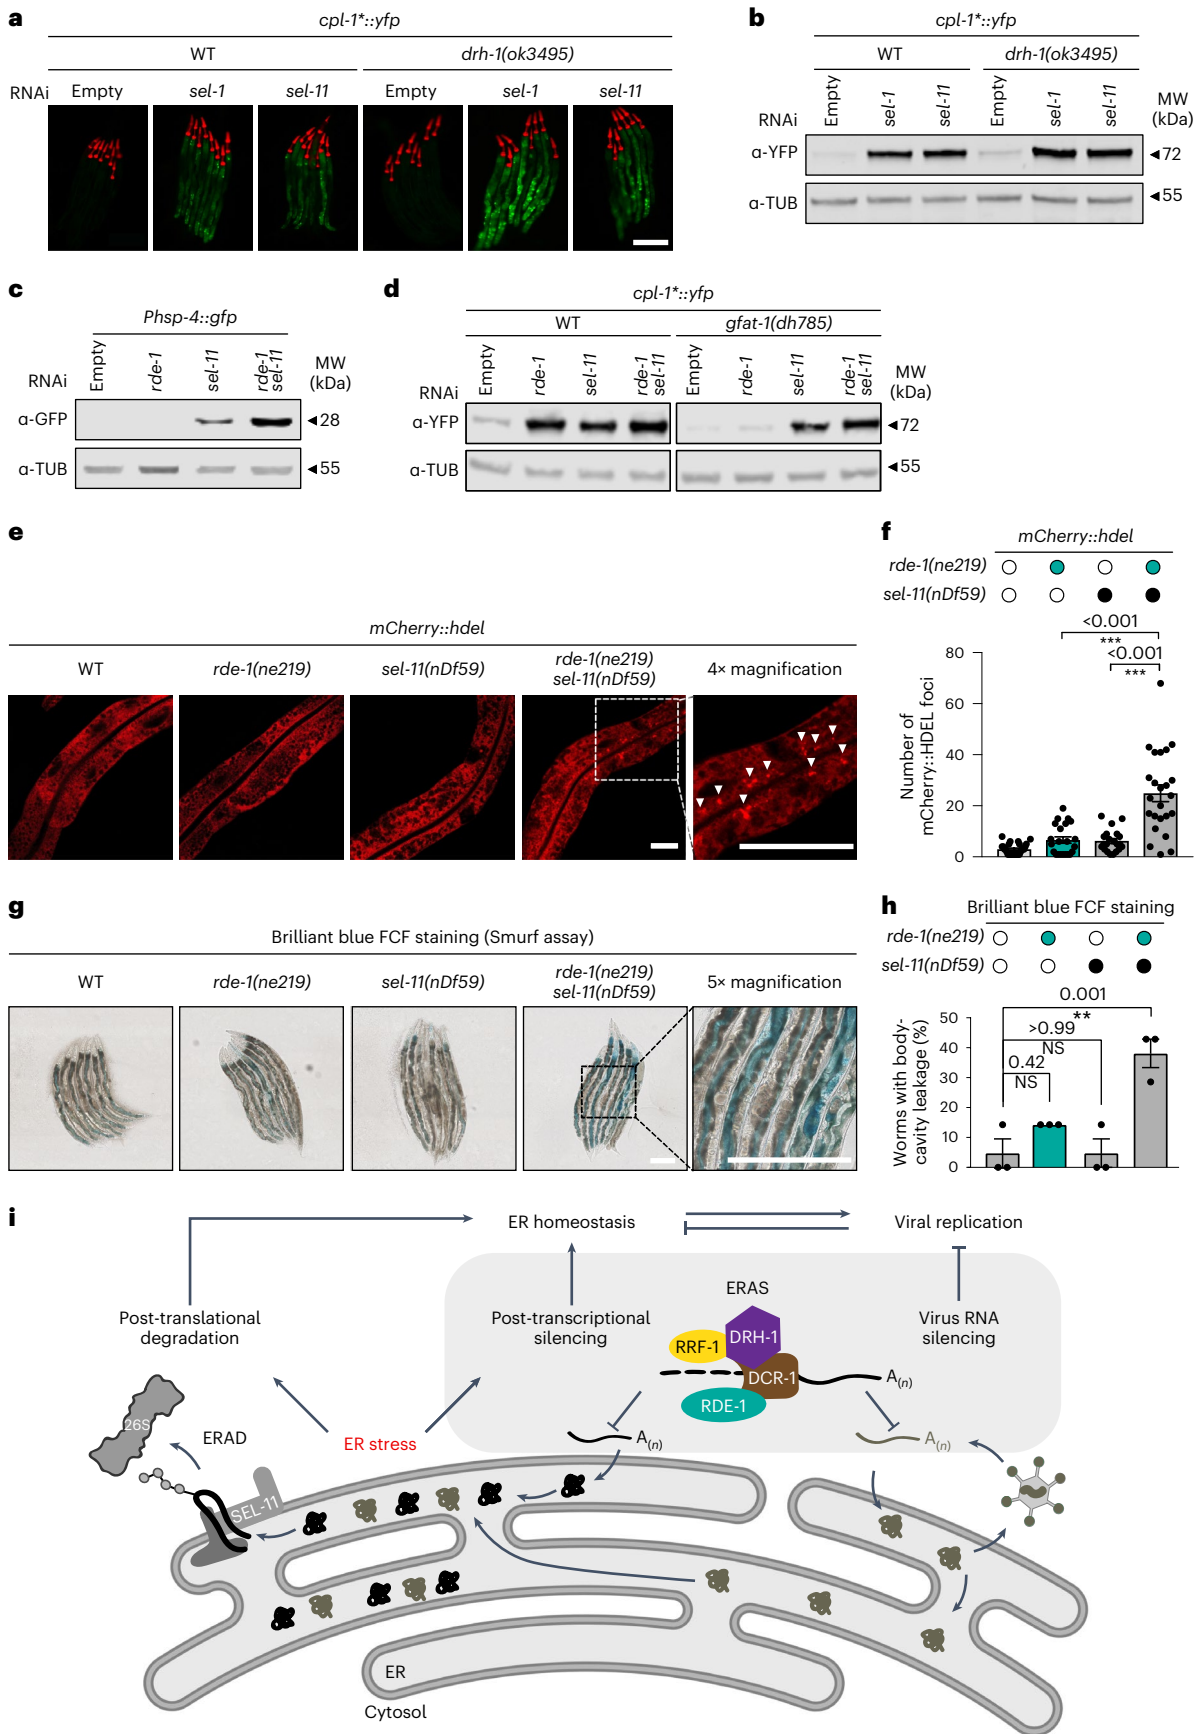 a
cpl-1*::yfp
WT
drh-1(ok3495)
RNAi Empty sel-1 sel-11 Empty sel-1 sel-11
b
cpl-1*::yfp
WT drh-1(ok3495)
RNAi Empty sel-1 sel-11 Empty sel-1 sel-11 MW (kDa)
α-YFP 72
α-TUB 55
c
Phsp-4::gfp
RNAi Empty rde-1 sel-11 rde-1 sel-11 MW (kDa)
α-GFP 28
α-TUB 55
d
cpl-1*::yfp
WT gfat-1(dh785)
RNAi Empty rde-1 sel-11 rde-1 sel-11 Empty rde-1 sel-11 rde-1 sel-11 MW (kDa)
α-YFP 72
α-TUB 55
e
mCherry::hdel
WT rde-1(ne219) sel-11(nDf59) rde-1(ne219) sel-11(nDf59) 4× magnification
f
mCherry::hdel
rde-1(ne219)
sel-11(nDf59)
<0.001
***
<0.001
***
Number of mCherry::HDEL foci
80
60
40
20
0
g
Brilliant blue FCF staining (Smurf assay)
WT rde-1(ne219) sel-11(nDf59) rde-1(ne219) sel-11(nDf59) 5× magnification
h
Brilliant blue FCF staining
rde-1(ne219)
sel-11(nDf59)
0.001
**
>0.99
NS
0.42
NS
Worms with body-cavity leakage (%)
50
40
30
20
10
0
i
ER homeostasis
Viral replication
ERAS
Post-translational degradation
Post-transcriptional silencing
Virus RNA silencing
DRH-1
RRF-1
DCR-1
RDE-1
A(n)
26S
ERAD
ER stress
A(n)
A(n)
SEL-11
ER
Cytosol